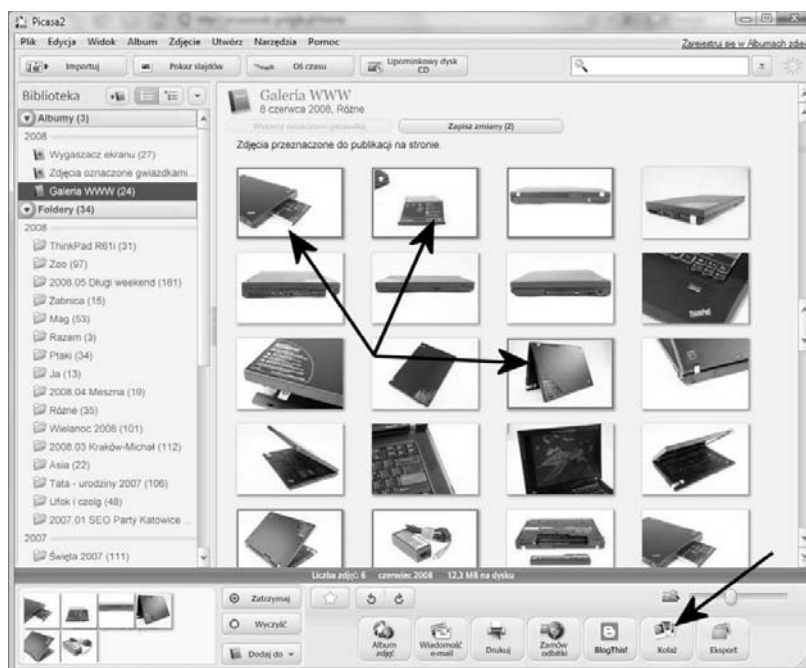 Picasa2
Plik Edycja Widok Album Zdjęcie Utwórz Narzędzia Pomoc
Zarejestruj się w Albumach zdję
Importuj
Pokaz slajdów
Oś czasu
Upominkowy dysk
CD
Biblioteka
Albumy (3)
2008
Wygaszacz ekranu (27)
Zdjęcia oznaczone gwiazdkami...
Galeria WWW (24)
Foldery (34)
2008
ThinkPad R61i (31)
Zoo (97)
2008.05 Długi weekend (181)
Żabnica (15)
Mag (53)
Razem (3)
Ptaki (34)
Ja (13)
2008.04 Meszna (19)
Różne (35)
Wielanoc 2008 (101)
2008.03 Kraków-Michał (112)
Asia (22)
Tata - urodziny 2007 (106)
Ufok i czolg (48)
2007.01 SEO Party Katowice ...
2007
Święta 2007 (111)
Galeria WWW
8 czerwca 2008, Różne
Zapisz zmiany (2)
Zdjęcia przeznaczone do publikacji na stronie.
ThinkPad
Liczba zdjęć: 6 czerwiec 2008 12,3 MB na dysku
Zatrzymaj
Wyczyść
Dodaj do
Album
zdjęć
Wiadomość
e-mail
Drukuj
Zamów
odbitki
BlogThis!
Kolaż
Eksport